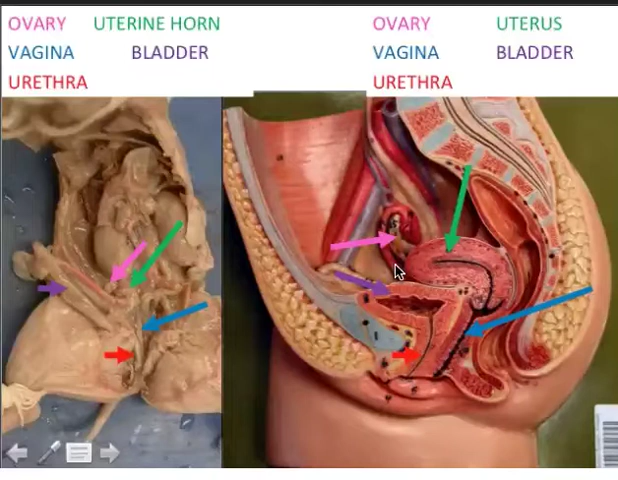 OVARY UTERINE HORN
VAGINA BLADDER
URETHRA
OVARY UTERUS
VAGINA BLADDER
URETHRA